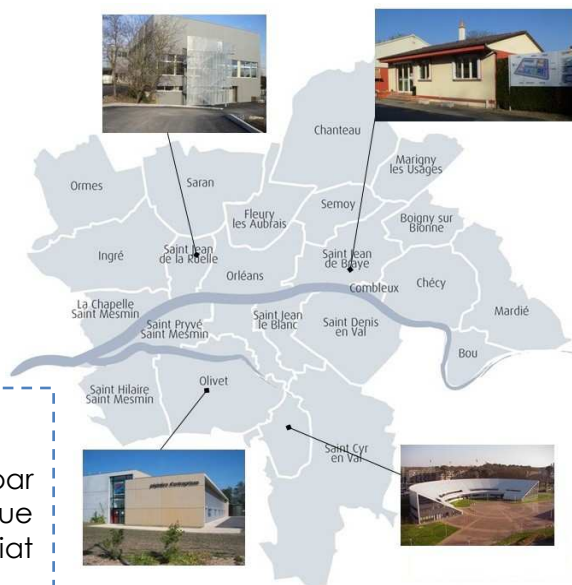 Chanteau
Marigny
les Usages
Ormes
Saran
Semoy
Fleury
les Aubrais
Boigny sur
Bionne
Ingré
Saint Jean
de la Ruelle
Saint Jean
de Braye
Orléans
Chécy
Combleux
La Chapelle
Saint Mesmin
Mardié
Saint Pryvé
Saint Mesmin
Saint Jean
le Blanc
Saint Denis
en Val
Bou
Saint Hilaire
Saint Mesmin
Olivet
Saint Cyr
en Val
par
ue
iat